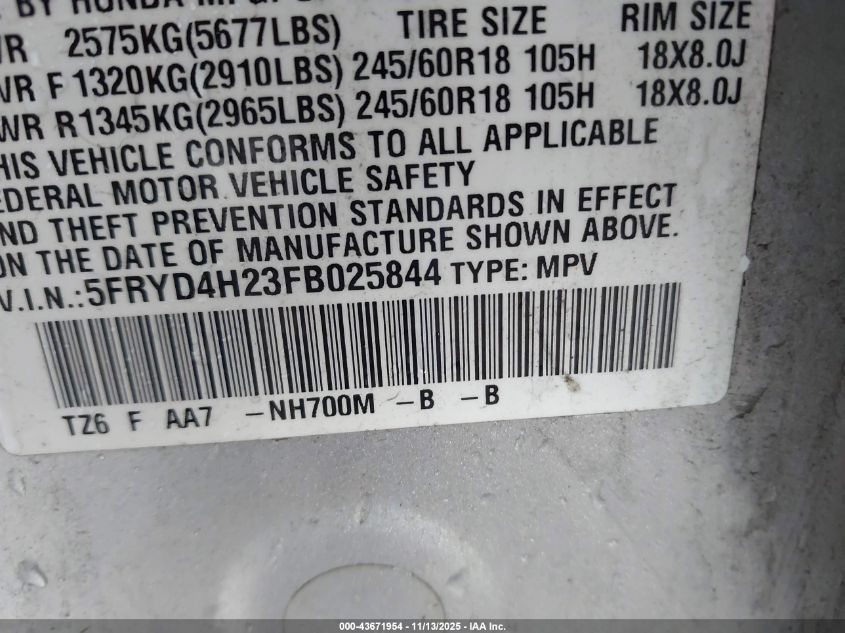 BY HONDA MFG.
2575KG(5677LBS) TIRE SIZE RIM SIZE
WR F 1320KG(2910LBS) 245/60R18 105H 18X8.0J
WR R1345KG(2965LBS) 245/60R18 105H 18X8.0J
HIS VEHICLE CONFORMS TO ALL APPLICABLE
EDERAL MOTOR VEHICLE SAFETY
ND THEFT PREVENTION STANDARDS IN EFFECT
ON THE DATE OF MANUFACTURE SHOWN ABOVE.
V.I.N.:5FRYD4H23FB025844 TYPE: MPV
TZ6 F AA7 -NH700M -B -B
000-43671954 - 11/13/2025 - IAA Inc.